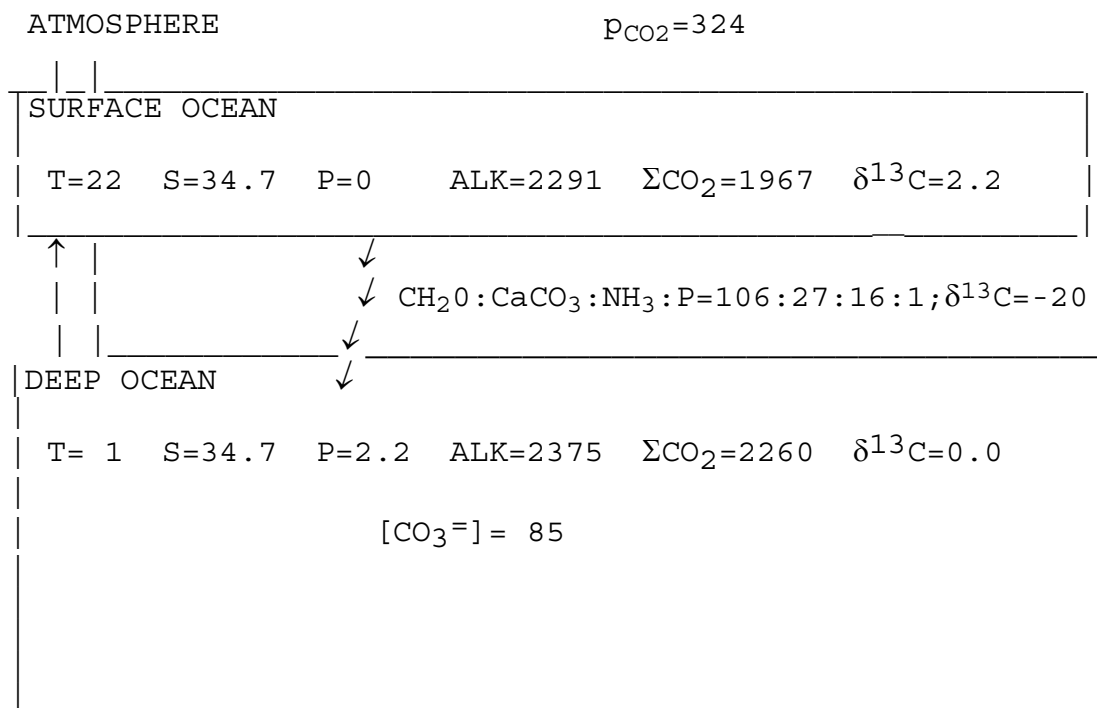 ATMOSPHERE pCO2=324
SURFACE OCEAN
T=22 S=34.7 P=0 ALK=2291 ΣCO2=1967 δ13C=2.2
CH20:CaCO3:NH3:P=106:27:16:1;δ13C=-20
DEEP OCEAN
T= 1 S=34.7 P=2.2 ALK=2375 ΣCO2=2260 δ13C=0.0
[CO3=]= 85